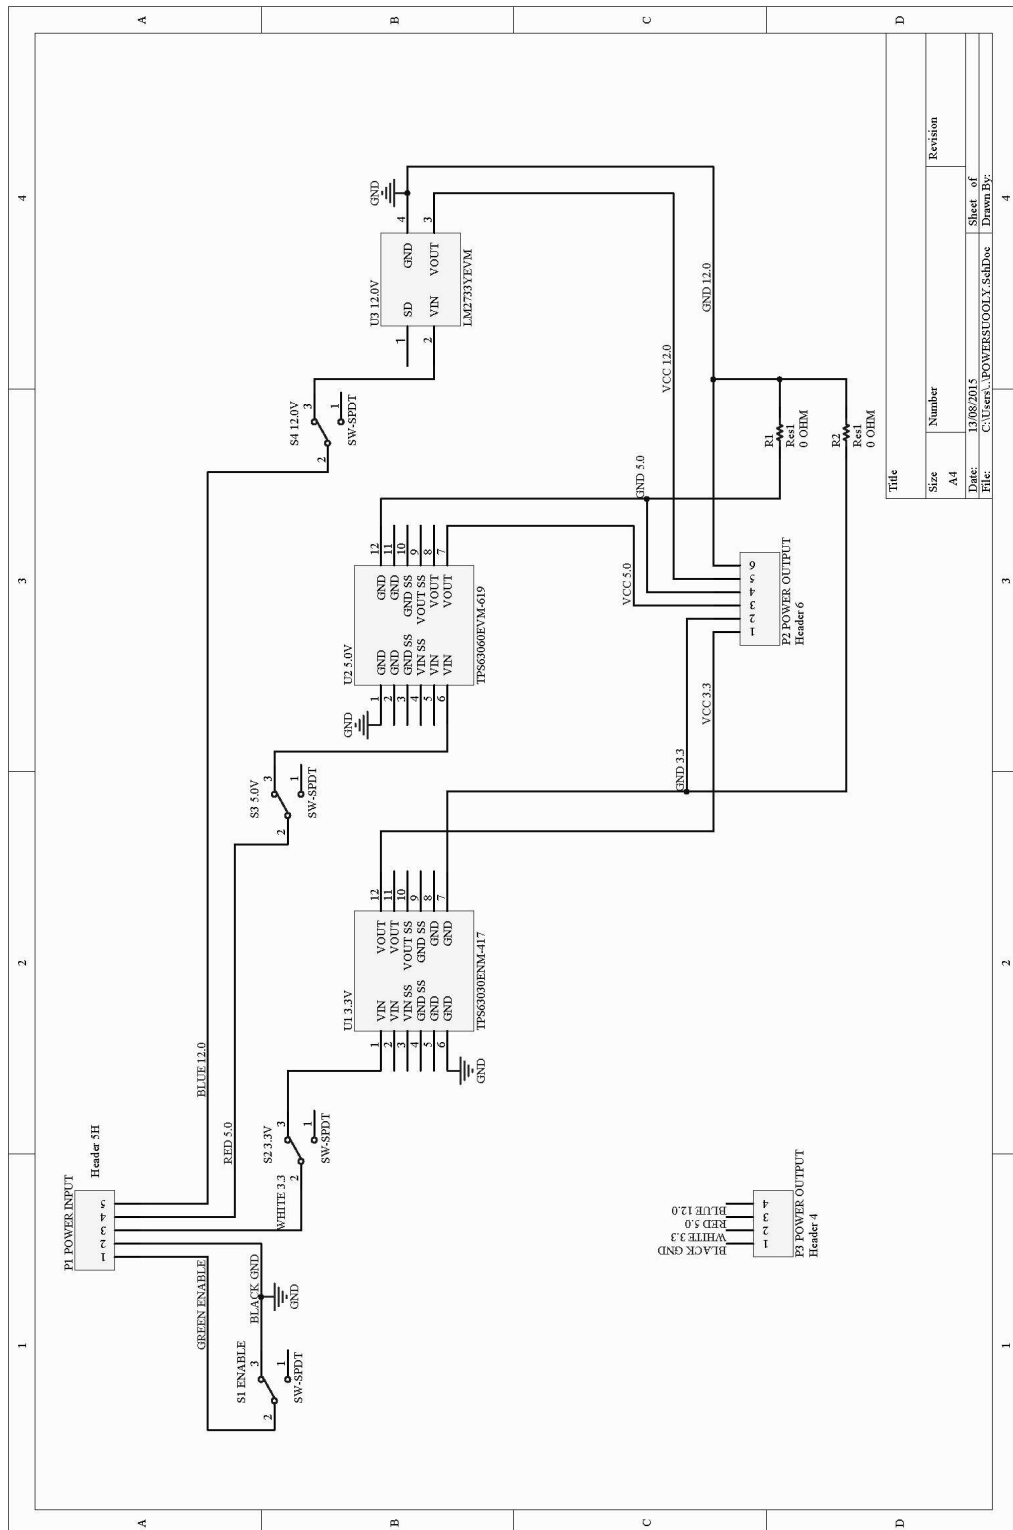 1
2
3
4
A
B
C
D
P1 POWER INPUT
Header 5H
1
2
3
4
5
GREEN ENABLE
BLACK GND
WHITE 3.3
RED 5.0
BLUE 12.0
S1 ENABLE
2
3
1
SW-SPDT
GND
S2 3.3V
2
3
1
SW-SPDT
S3 5.0V
2
3
1
SW-SPDT
S4 12.0V
2
3
1
SW-SPDT
U1 3.3V
1 VIN VOUT 12
2 VIN VOUT 11
3 VIN SS VOUT SS 10
4 GND SS GND SS 9
5 GND GND 8
6 GND GND 7
TPS63030ENM-417
GND
U2 5.0V
GND
1 GND GND 12
2 GND GND 11
3 GND SS GND SS 10
4 VIN SS VOUT SS 9
5 VIN VOUT 8
6 VIN VOUT 7
TPS63060EVM-619
U3 12.0V
GND
1 SD GND 4
2 VIN VOUT 3
LM2733YEVM
GND 3.3
VCC 3.3
VCC 5.0
GND 5.0
VCC 12.0
GND 12.0
1
2
3
4
5
6
P2 POWER OUTPUT
Header 6
R1
Res1
0 OHM
R2
Res1
0 OHM
BLACK GND
WHITE 3.3
RED 5.0
BLUE 12.0
1
2
3
4
P3 POWER OUTPUT
Header 4
Title
Size
Number
Revision
A4
Date: 13/08/2015 Sheet of
File: C:\Users\..\POWERSUOOLY.SchDoc Drawn By:
1
2
3
4
A
B
C
D